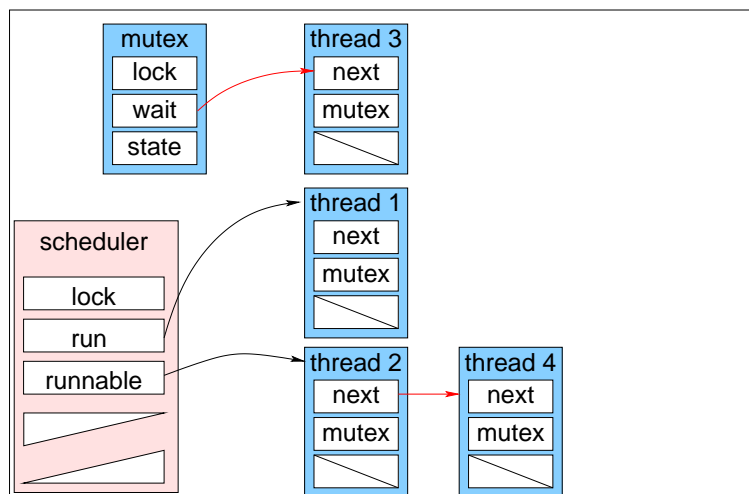 mutex
lock
wait
state
thread 3
next
mutex
thread 1
next
mutex
scheduler
lock
run
runnable
thread 2
next
mutex
thread 4
next
mutex